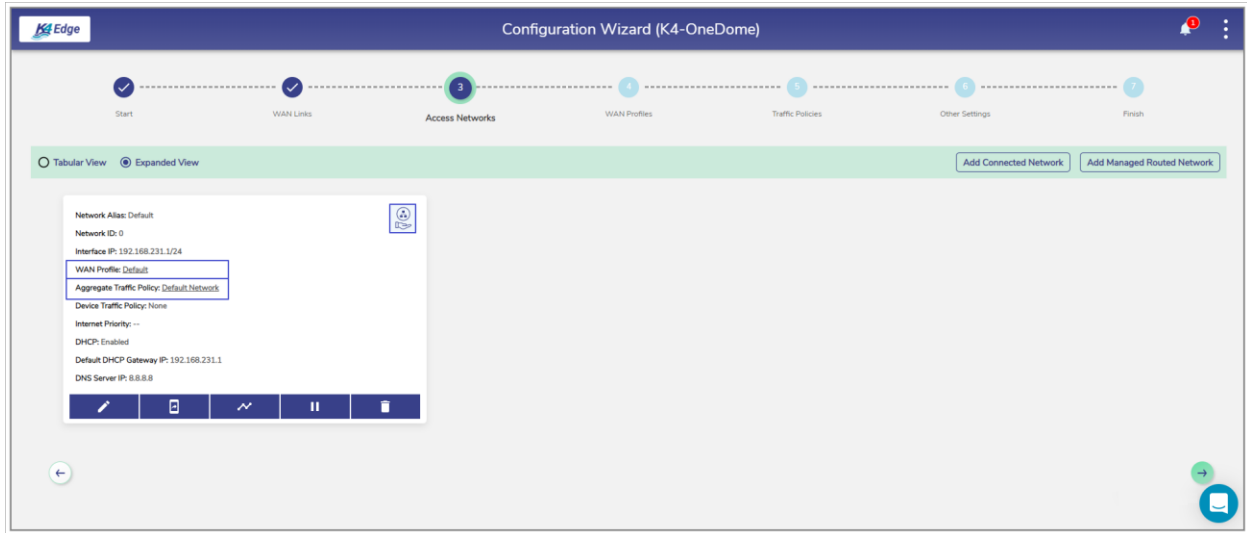 K4 Edge
Configuration Wizard (K4-OneDome)
1
3
4
5
6
7
Start
WAN Links
Access Networks
WAN Profiles
Traffic Policies
Other Settings
Finish
Tabular View
Expanded View
Add Connected Network
Add Managed Routed Network
Network Alias: Default
Network ID: 0
Interface IP: 192.168.231.1/24
WAN Profile: Default
Aggregate Traffic Policy: Default Network
Device Traffic Policy: None
Internet Priority: --
DHCP: Enabled
Default DHCP Gateway IP: 192.168.231.1
DNS Server IP: 8.8.8.8